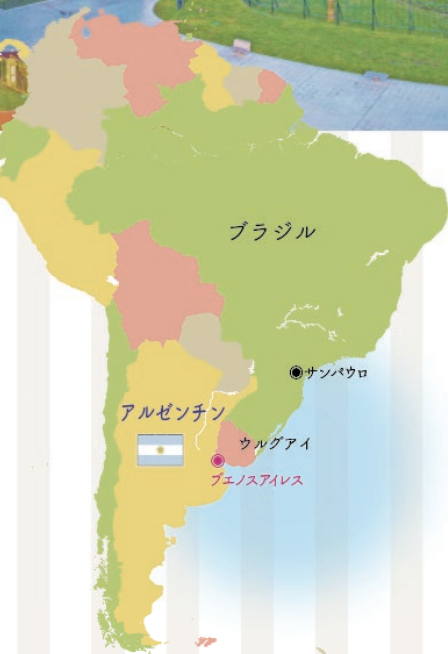 ブラジル
サンパウロ
アルゼンチン
ウルグアイ
ブエノスアイレス